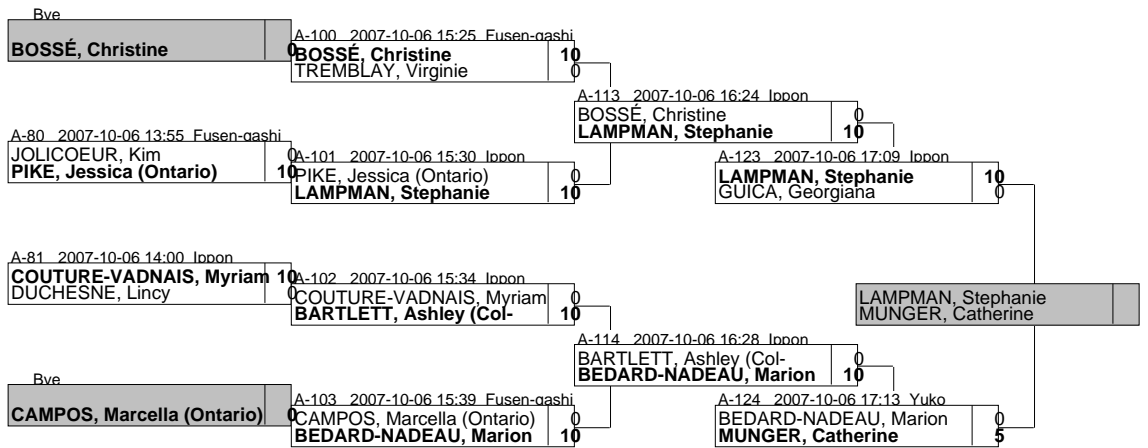 Bye
BOSSÉ, Christine 0
A-80 2007-10-06 13:55 Fusen-gashi
JOLICOEUR, Kim 0
PIKE, Jessica (Ontario) 10
A-81 2007-10-06 14:00 Ippon
COUTURE-VADNAIS, Myriam 10
DUCHESNE, Lincy 0
Bye
CAMPOS, Marcella (Ontario) 0
A-100 2007-10-06 15:25 Fusen-gashi
BOSSÉ, Christine 10
TREMBLAY, Virginie 0
A-101 2007-10-06 15:30 Ippon
PIKE, Jessica (Ontario) 0
LAMPMAN, Stephanie 10
A-102 2007-10-06 15:34 Ippon
COUTURE-VADNAIS, Myriam 0
BARTLETT, Ashley (Col- 10
A-103 2007-10-06 15:39 Fusen-gashi
CAMPOS, Marcella (Ontario) 0
BEDARD-NADEAU, Marion 10
A-113 2007-10-06 16:24 Ippon
BOSSÉ, Christine 0
LAMPMAN, Stephanie 10
A-114 2007-10-06 16:28 Ippon
BARTLETT, Ashley (Col- 0
BEDARD-NADEAU, Marion 10
A-123 2007-10-06 17:09 Ippon
LAMPMAN, Stephanie 10
GUICA, Georgiana 0
A-124 2007-10-06 17:13 Yuko
BEDARD-NADEAU, Marion 0
MUNGER, Catherine 5
LAMPMAN, Stephanie
MUNGER, Catherine